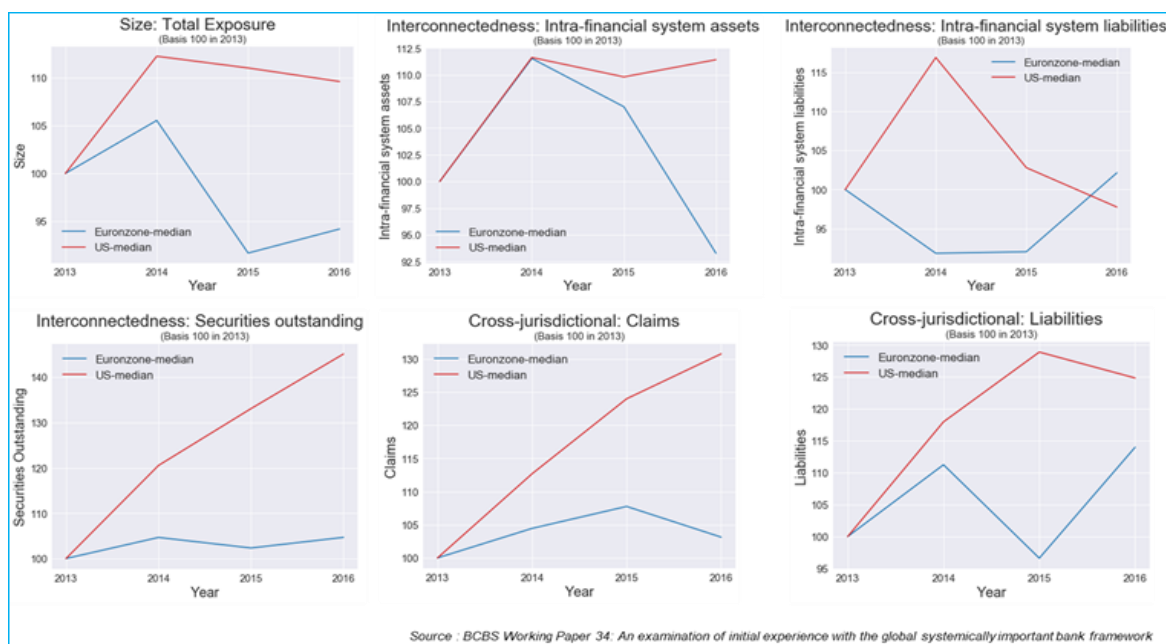 Size: Total Exposure
(Basis 100 in 2013)
110
105
100
95
Size
Euronzone-median
US-median
2013 2014 2015 2016
Year
Interconnectedness: Intra-financial system assets
(Basis 100 in 2013)
112.5
110.0
107.5
105.0
102.5
100.0
97.5
95.0
92.5
Intra-financial system assets
Euronzone-median
US-median
2013 2014 2015 2016
Year
Interconnectedness: Intra-financial system liabilities
(Basis 100 in 2013)
Euronzone-median
US-median
115
110
105
100
95
Intra-financial system liabilities
2013 2014 2015 2016
Year
Interconnectedness: Securities outstanding
(Basis 100 in 2013)
Euronzone-median
US-median
140
130
120
110
100
Securities Outstanding
2013 2014 2015 2016
Year
Cross-jurisdictional: Claims
(Basis 100 in 2013)
Euronzone-median
US-median
130
125
120
115
110
105
100
Claims
2013 2014 2015 2016
Year
Cross-jurisdictional: Liabilities
(Basis 100 in 2013)
Euronzone-median
US-median
130
125
120
115
110
105
100
95
Liabilities
2013 2014 2015 2016
Year
Source : BCBS Working Paper 34: An examination of initial experience with the global systemically important bank framework